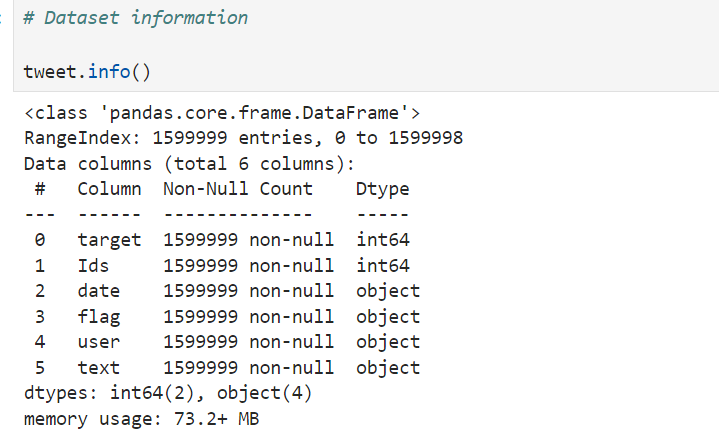 # Dataset information
tweet.info()
<class 'pandas.core.frame.DataFrame'>
RangeIndex: 1599999 entries, 0 to 1599998
Data columns (total 6 columns):
 #   Column  Non-Null Count    Dtype
---  ------  --------------    -----
 0   target  1599999 non-null  int64
 1   Ids     1599999 non-null  int64
 2   date    1599999 non-null  object
 3   flag    1599999 non-null  object
 4   user    1599999 non-null  object
 5   text    1599999 non-null  object
dtypes: int64(2), object(4)
memory usage: 73.2+ MB